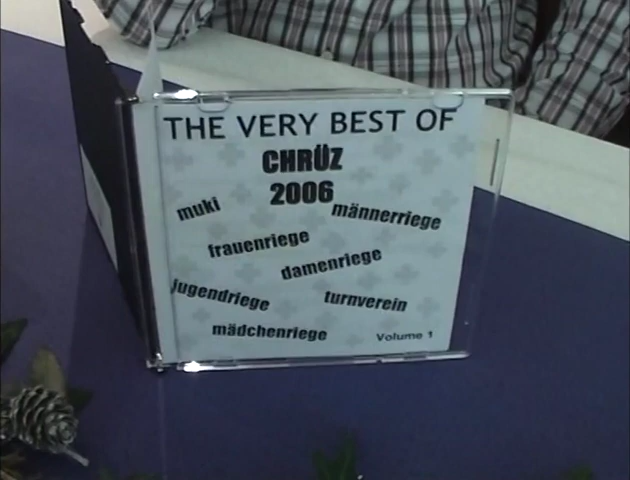 THE VERY BEST OF
CHRÜZ
2006
muki
männerriege
frauenriege
damenriege
jugendriege
turnverein
mädchenriege
Volume 1